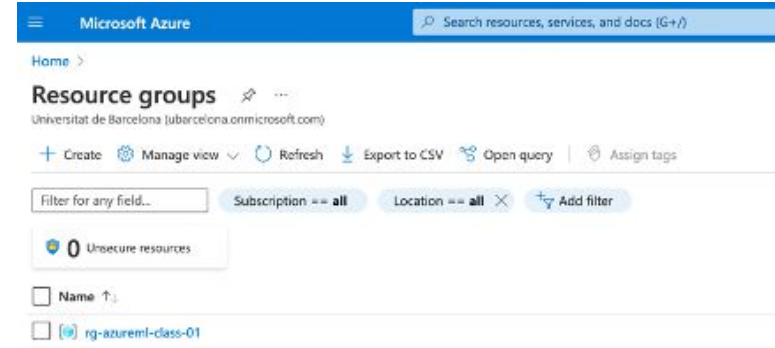 Microsoft Azure Search resources, services, and docs (G+/)
Home >
Resource groups ...
Universitat de Barcelona (ubarcelona.onmicrosoft.com)
+ Create Manage view Refresh Export to CSV Open query | Assign tags
Filter for any field... Subscription == all Location == all × Add filter
0 Unsecure resources
Name ↑↓
rg-azureml-class-01